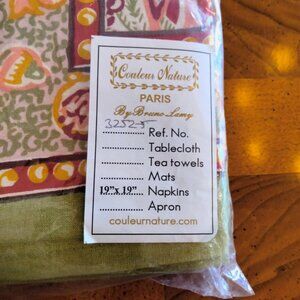 Couleur Nature
PARIS
By Bruno Lamy
3252-5 Ref. No.
............... Tablecloth
............... Tea towels
............... Mats
19"x 19" Napkins
............... Apron
couleurnature.com